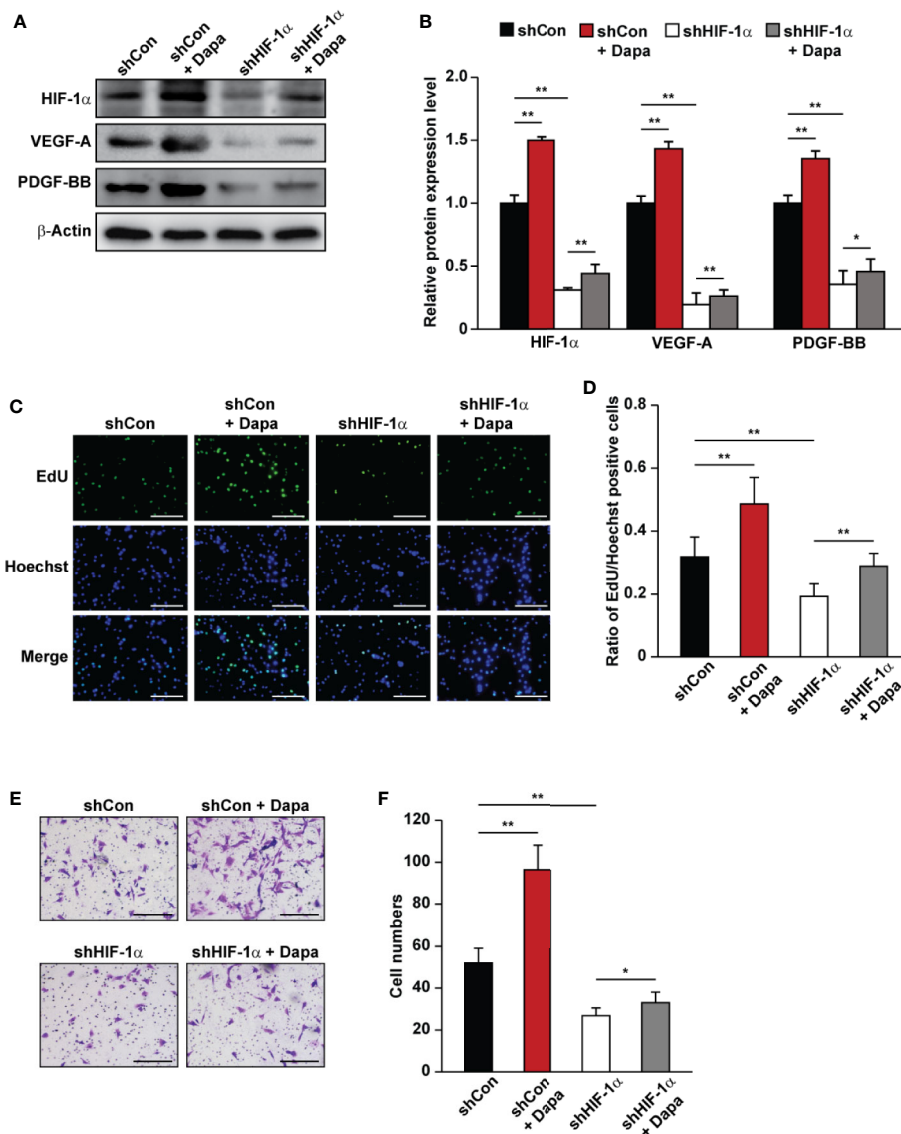 A
shCon
shCon
+ Dapa
shHIF-1α
shHIF-1α
+ Dapa
HIF-1α
VEGF-A
PDGF-BB
β-Actin
B
shCon
shCon
+ Dapa
shHIF-1α
shHIF-1α
+ Dapa
Relative protein expression level
2.0
1.5
1.0
0.5
0
**
**
**
**
**
**
**
**
*
HIF-1α
VEGF-A
PDGF-BB
C
shCon
shCon
+ Dapa
shHIF-1α
shHIF-1α
+ Dapa
EdU
Hoechst
Merge
D
Ratio of EdU/Hoechst positive cells
0.8
0.6
0.4
0.2
0
**
**
**
shCon
shCon
+ Dapa
shHIF-1α
shHIF-1α
+ Dapa
E
shCon
shCon + Dapa
shHIF-1α
shHIF-1α + Dapa
F
Cell numbers
120
100
80
60
40
20
0
**
**
*
shCon
shCon
+ Dapa
shHIF-1α
shHIF-1α
+ Dapa